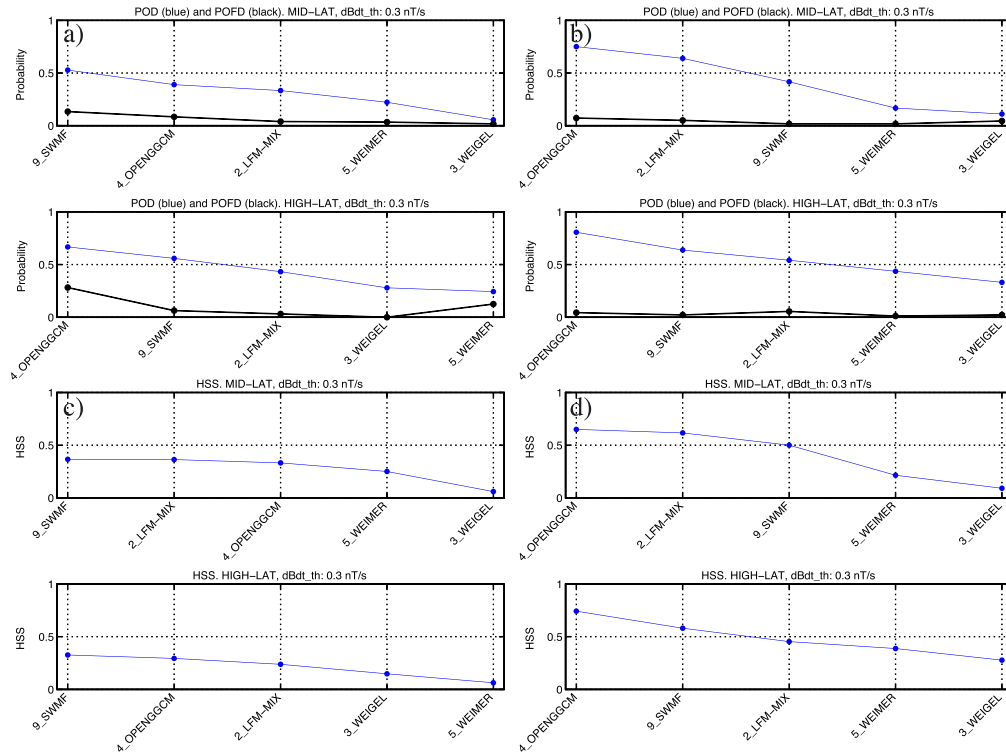 POD (blue) and POFD (black). MID−LAT, dBdt_th: 0.3 nT/s
a)
1
0.5
0
Probability
9_SWMF
4_OPENGGCM
2_LFM−MIX
5_WEIMER
3_WEIGEL
POD (blue) and POFD (black). MID−LAT, dBdt_th: 0.3 nT/s
b)
1
0.5
0
Probability
4_OPENGGCM
2_LFM−MIX
9_SWMF
5_WEIMER
3_WEIGEL
POD (blue) and POFD (black). HIGH−LAT, dBdt_th: 0.3 nT/s
1
0.5
0
Probability
4_OPENGGCM
9_SWMF
2_LFM−MIX
3_WEIGEL
5_WEIMER
POD (blue) and POFD (black). HIGH−LAT, dBdt_th: 0.3 nT/s
1
0.5
0
Probability
4_OPENGGCM
9_SWMF
2_LFM−MIX
5_WEIMER
3_WEIGEL
HSS. MID−LAT, dBdt_th: 0.3 nT/s
c)
1
0.5
0
HSS
9_SWMF
2_LFM−MIX
4_OPENGGCM
5_WEIMER
3_WEIGEL
HSS. MID−LAT, dBdt_th: 0.3 nT/s
d)
1
0.5
0
HSS
4_OPENGGCM
2_LFM−MIX
9_SWMF
5_WEIMER
3_WEIGEL
HSS. HIGH−LAT, dBdt_th: 0.3 nT/s
1
0.5
0
HSS
9_SWMF
4_OPENGGCM
2_LFM−MIX
3_WEIGEL
5_WEIMER
HSS. HIGH−LAT, dBdt_th: 0.3 nT/s
1
0.5
0
HSS
4_OPENGGCM
9_SWMF
2_LFM−MIX
5_WEIMER
3_WEIGEL